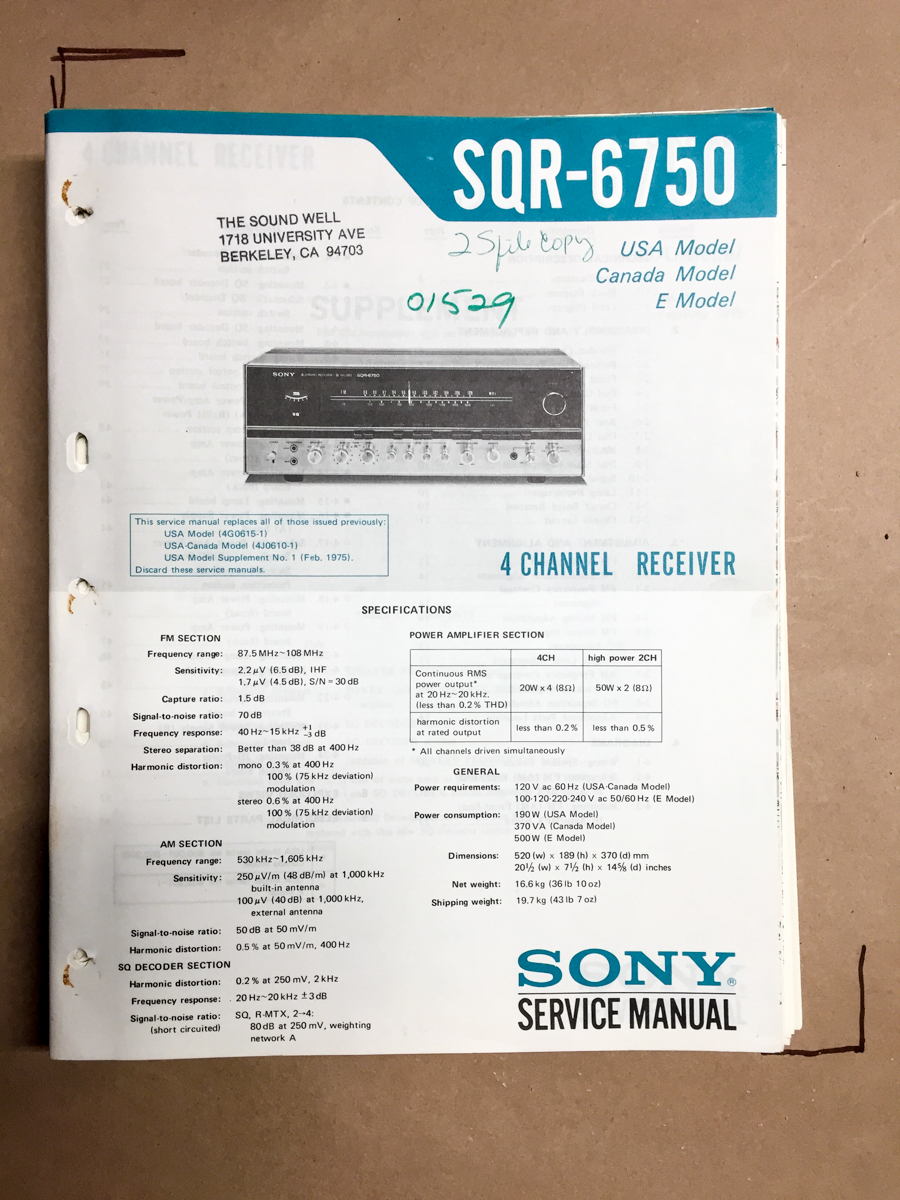 SQR-6750
THE SOUND WELL
1718 UNIVERSITY AVE
BERKELEY, CA 94703
Copy
01529
USA Model
Canada Model
E Model
SONY
SQR-6750
This service manual replaces all of those issued previously:
USA Model (4G0615-1)
USA-Canada Model (4J0610-1)
USA Model Supplement No. 1 (Feb. 1975).
Discard these service manuals.
4 CHANNEL RECEIVER
SPECIFICATIONS
FM SECTION
Frequency range: 87.5 MHz~108 MHz
Sensitivity: 2.2 µV (6.5 dB), IHF
1.7 µV (4.5 dB), S/N = 30 dB
Capture ratio: 1.5 dB
Signal-to-noise ratio: 70 dB
Frequency response: 40 Hz~15 kHz +1 -3 dB
Stereo separation: Better than 38 dB at 400 Hz
Harmonic distortion: mono 0.3 % at 400 Hz
100 % (75 kHz deviation)
modulation
stereo 0.6 % at 400 Hz
100 % (75 kHz deviation)
modulation
AM SECTION
Frequency range: 530 kHz~1,605 kHz
Sensitivity: 250 µV/m (48 dB/m) at 1,000 kHz
built-in antenna
100 µV (40 dB) at 1,000 kHz,
external antenna
Signal-to-noise ratio: 50 dB at 50 mV/m
Harmonic distortion: 0.5 % at 50 mV/m, 400 Hz
SQ DECODER SECTION
Harmonic distortion: 0.2 % at 250 mV, 2 kHz
Frequency response: 20 Hz~20 kHz ±3 dB
Signal-to-noise ratio: SQ, R-MTX, 2→4:
(short circuited) 80 dB at 250 mV, weighting
network A
POWER AMPLIFIER SECTION
4CH high power 2CH
Continuous RMS
power output*
at 20 Hz~20 kHz.
(less than 0.2 % THD)
20W x 4 (8Ω) 50W x 2 (8Ω)
harmonic distortion
at rated output
less than 0.2 % less than 0.5 %
* All channels driven simultaneously
GENERAL
Power requirements: 120 V ac 60 Hz (USA-Canada Model)
100-120-220-240 V ac 50/60 Hz (E Model)
Power consumption: 190 W (USA Model)
370 VA (Canada Model)
500 W (E Model)
Dimensions: 520 (w) x 189 (h) x 370 (d) mm
20½ (w) x 7½ (h) x 14⅝ (d) inches
Net weight: 16.6 kg (36 lb 10 oz)
Shipping weight: 19.7 kg (43 lb 7 oz)
SONY®
SERVICE MANUAL